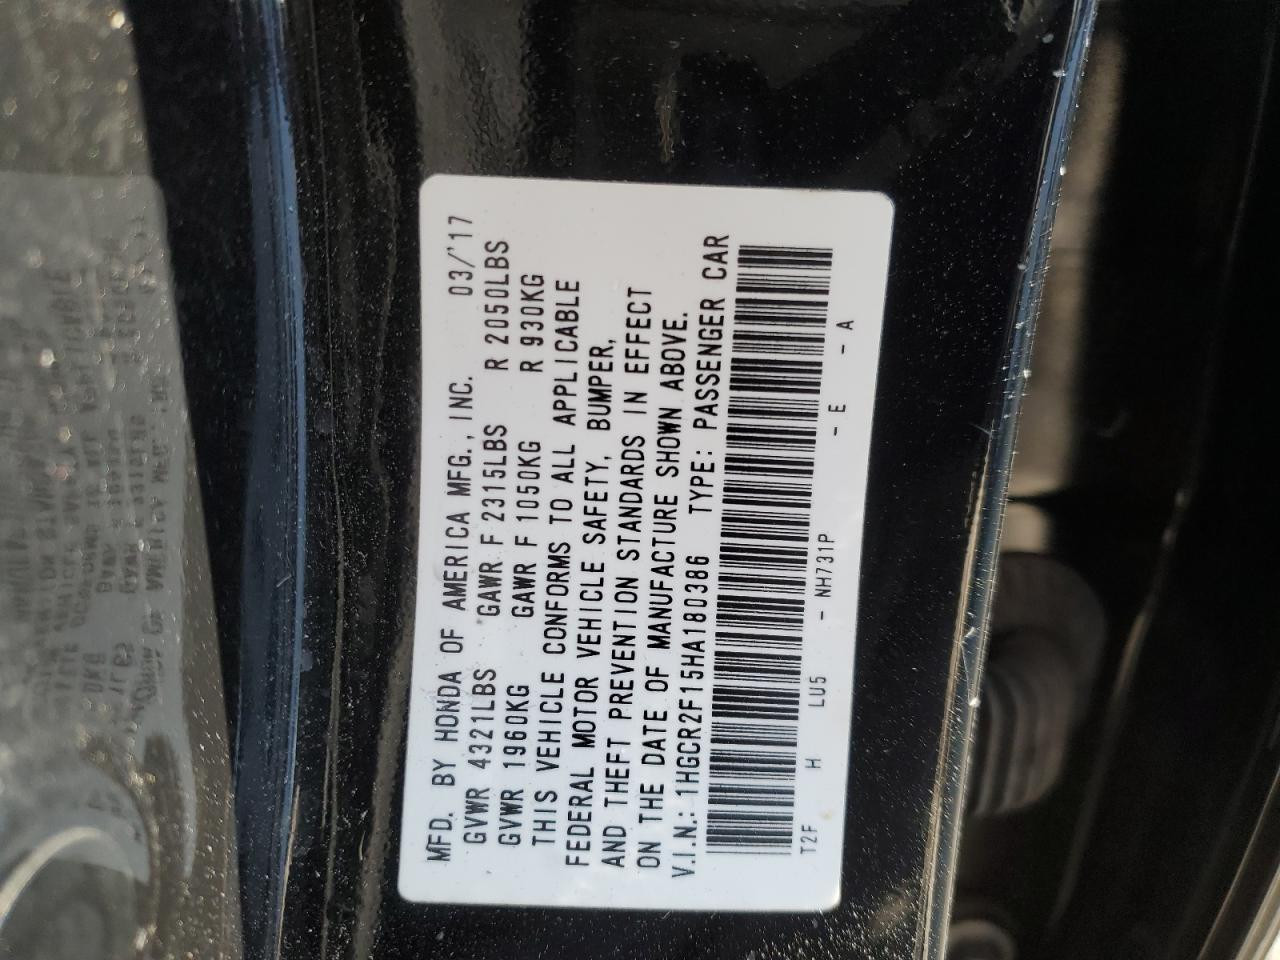 MFD. BY HONDA OF AMERICA MFG., INC. 03/'17
GVWR 4321LBS GAWR F 2315LBS R 2050LBS
GVWR 1960KG GAWR F 1050KG R 930KG
THIS VEHICLE CONFORMS TO ALL APPLICABLE
FEDERAL MOTOR VEHICLE SAFETY, BUMPER,
AND THEFT PREVENTION STANDARDS IN EFFECT
ON THE DATE OF MANUFACTURE SHOWN ABOVE.
V.I.N.: 1HGCR2F15HA180386 TYPE: PASSENGER CAR
T2F H LU5 - NH731P - E - A